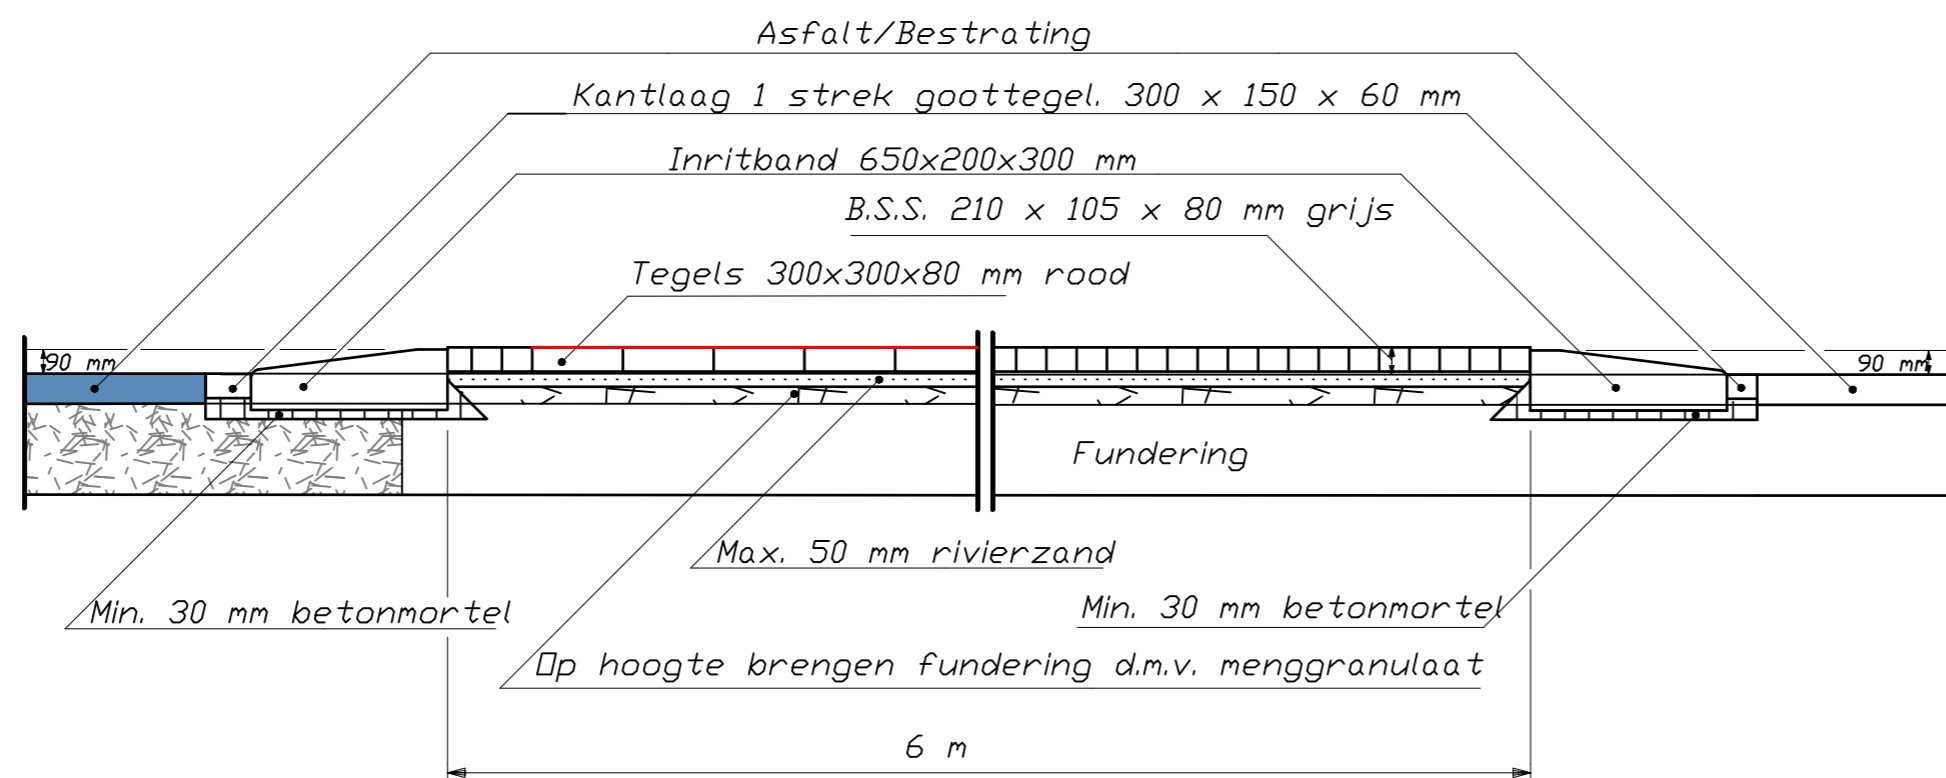 Asfalt/Bestrating
Kantlaag 1 strek goottegel. 300 x 150 x 60 mm
Inritband 650x200x300 mm
B.S.S. 210 x 105 x 80 mm grijs
Tegels 300x300x80 mm rood
90 mm
90 mm
Fundering
Max. 50 mm rivierzand
Min. 30 mm betonmortel
Min. 30 mm betonmortel
Op hoogte brengen fundering d.m.v. menggranulaat
6 m